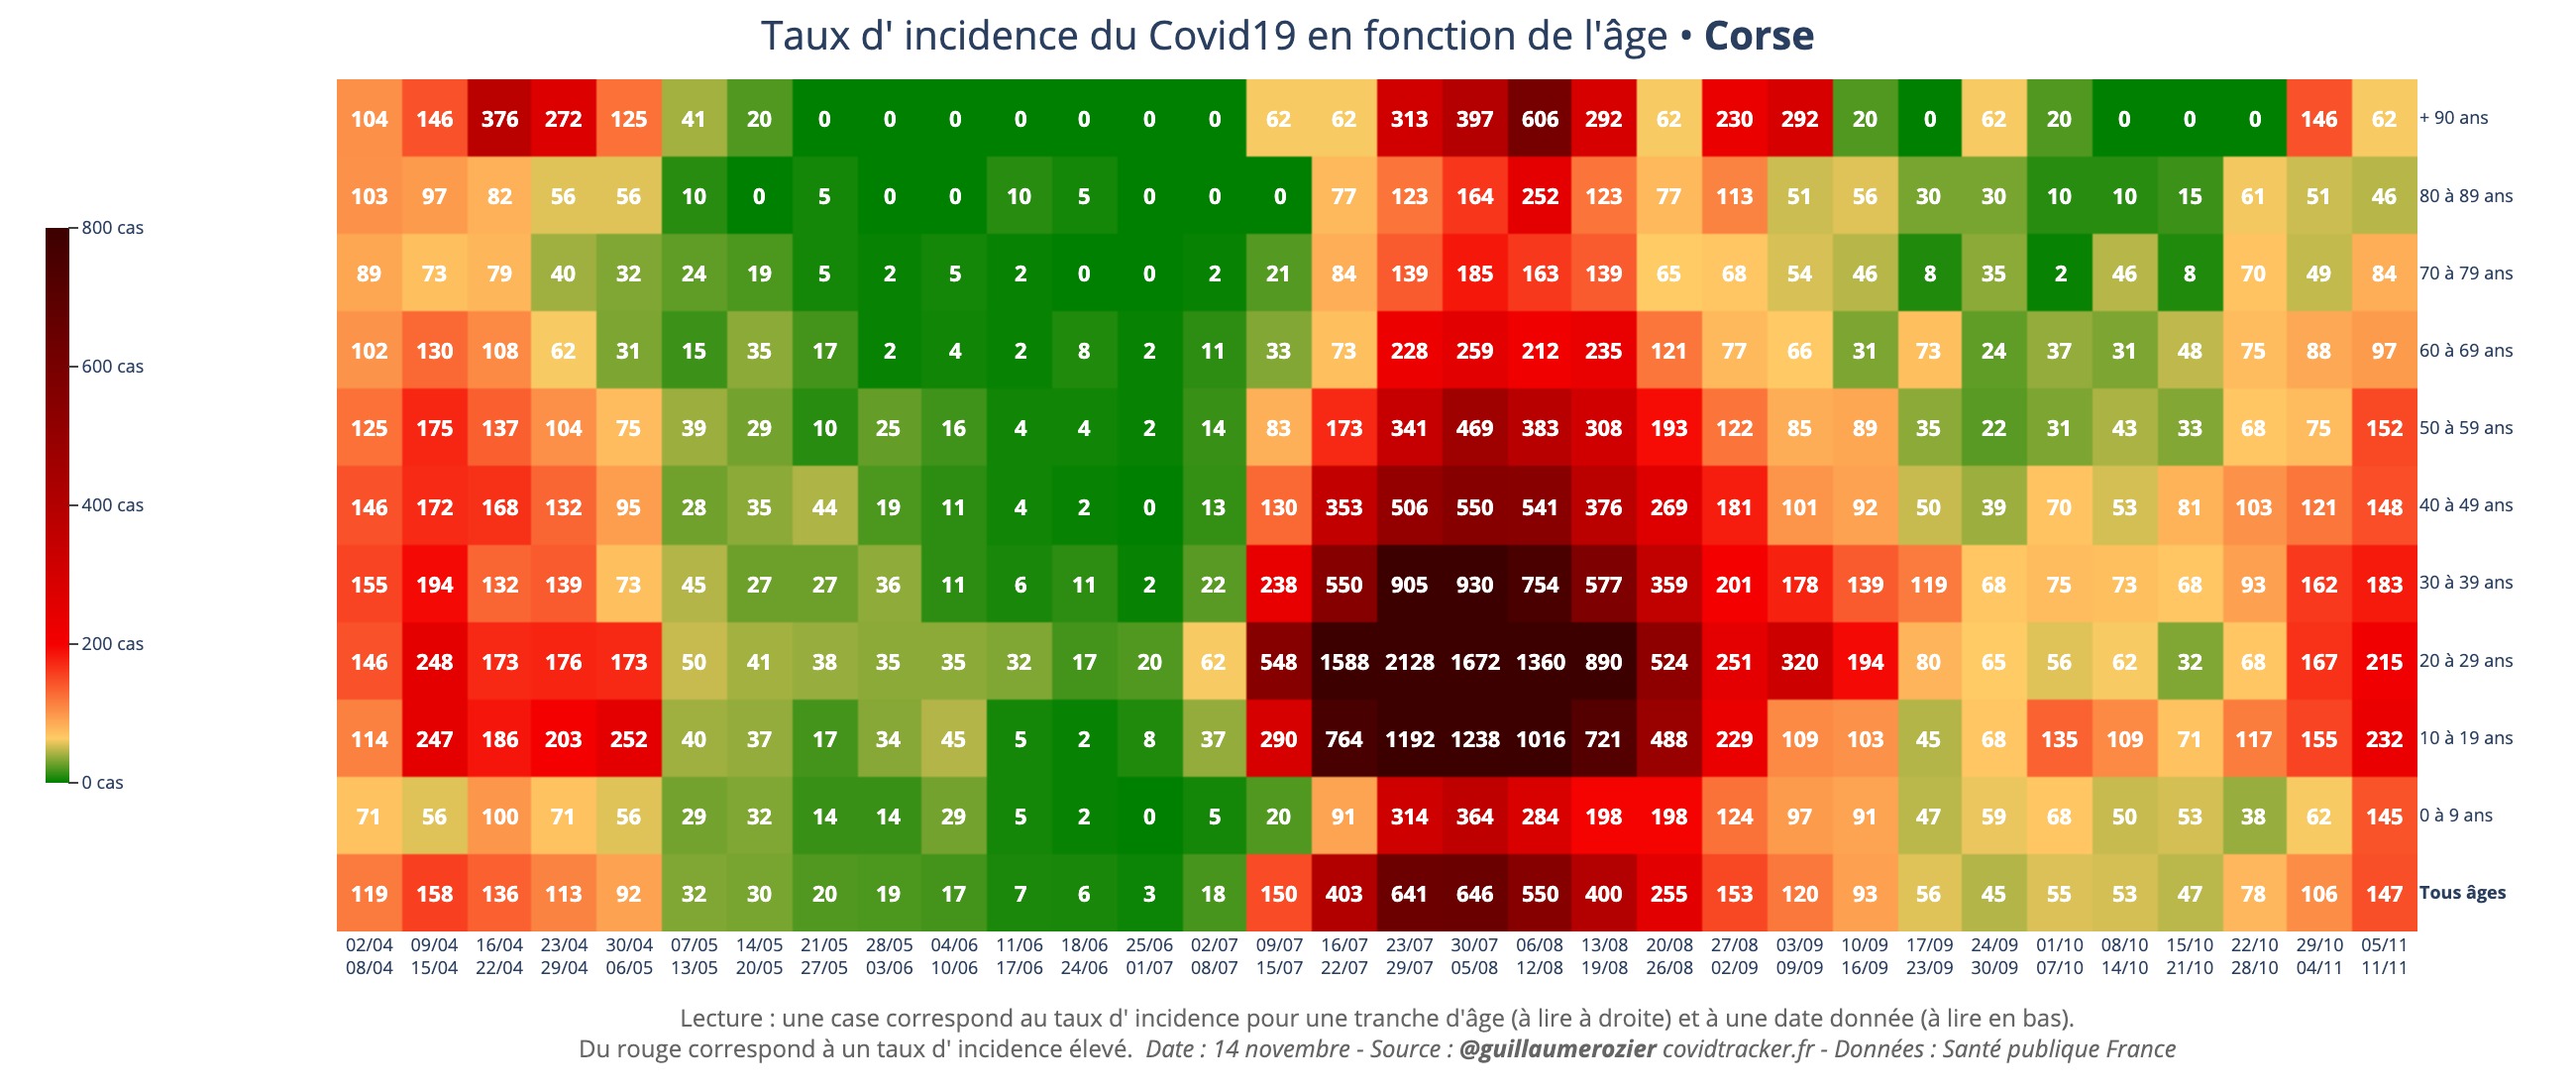 Taux d' incidence du Covid19 en fonction de l'âge • Corse
800 cas
600 cas
400 cas
200 cas
0 cas
104 146 376 272 125 41 20 0 0 0 0 0 0 0 62 62 313 397 606 292 62 230 292 20 0 62 20 0 0 0 146 62 + 90 ans
103 97 82 56 56 10 0 5 0 0 10 5 0 0 0 77 123 164 252 123 77 113 51 56 30 30 10 10 15 61 51 46 80 à 89 ans
89 73 79 40 32 24 19 5 2 5 2 0 0 2 21 84 139 185 163 139 65 68 54 46 8 35 2 46 8 70 49 84 70 à 79 ans
102 130 108 62 31 15 35 17 2 4 2 8 2 11 33 73 228 259 212 235 121 77 66 31 73 24 37 31 48 75 88 97 60 à 69 ans
125 175 137 104 75 39 29 10 25 16 4 4 2 14 83 173 341 469 383 308 193 122 85 89 35 22 31 43 33 68 75 152 50 à 59 ans
146 172 168 132 95 28 35 44 19 11 4 2 0 13 130 353 506 550 541 376 269 181 101 92 50 39 70 53 81 103 121 148 40 à 49 ans
155 194 132 139 73 45 27 27 36 11 6 11 2 22 238 550 905 930 754 577 359 201 178 139 119 68 75 73 68 93 162 183 30 à 39 ans
146 248 173 176 173 50 41 38 35 35 32 17 20 62 548 1588 2128 1672 1360 890 524 251 320 194 80 65 56 62 32 68 167 215 20 à 29 ans
114 247 186 203 252 40 37 17 34 45 5 2 8 37 290 764 1192 1238 1016 721 488 229 109 103 45 68 135 109 71 117 155 232 10 à 19 ans
71 56 100 71 56 29 32 14 14 29 5 2 0 5 20 91 314 364 284 198 198 124 97 91 47 59 68 50 53 38 62 145 0 à 9 ans
119 158 136 113 92 32 30 20 19 17 7 6 3 18 150 403 641 646 550 400 255 153 120 93 56 45 55 53 47 78 106 147 Tous âges
02/04 09/04 16/04 23/04 30/04 07/05 14/05 21/05 28/05 04/06 11/06 18/06 25/06 02/07 09/07 16/07 23/07 30/07 06/08 13/08 20/08 27/08 03/09 10/09 17/09 24/09 01/10 08/10 15/10 22/10 29/10 05/11
08/04 15/04 22/04 29/04 06/05 13/05 20/05 27/05 03/06 10/06 17/06 24/06 01/07 08/07 15/07 22/07 29/07 05/08 12/08 19/08 26/08 02/09 09/09 16/09 23/09 30/09 07/10 14/10 21/10 28/10 04/11 11/11
Lecture : une case correspond au taux d' incidence pour une tranche d'âge (à lire à droite) et à une date donnée (à lire en bas).
Du rouge correspond à un taux d' incidence élevé. Date : 14 novembre - Source : @guillaumerozier covidtracker.fr - Données : Santé publique France